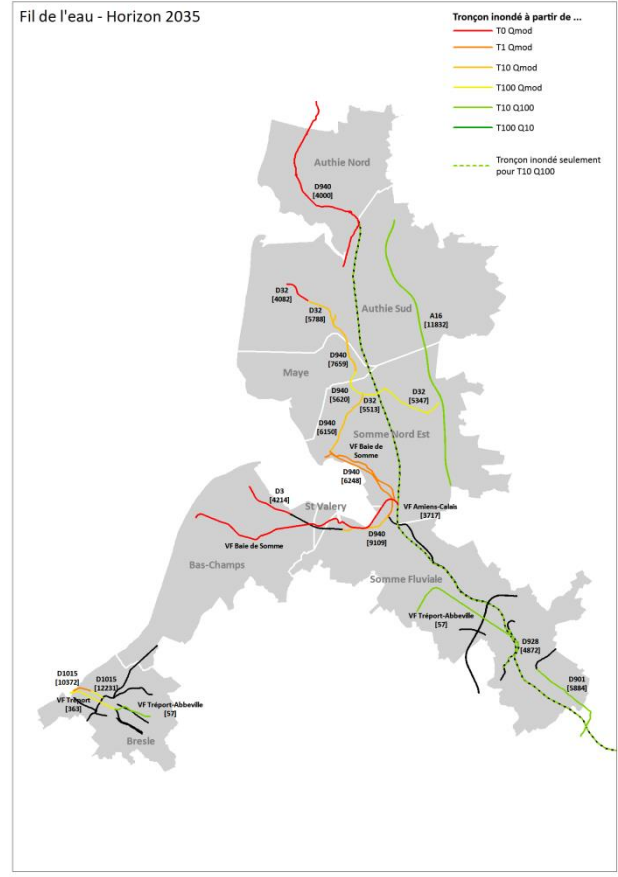 Fil de l'eau - Horizon 2035
Tronçon inondé à partir de ...
T0 Qmod
T1 Qmod
T10 Qmod
T100 Qmod
T10 Q100
T100 Q10
Tronçon inondé seulement
pour T10 Q100
Authie Nord
D940
[4000]
D32
[4082]
D32
[5788]
Authie Sud
A16
[11832]
D940
[7659]
Maye
D940
[5620]
D32
[5513]
D32
[5347]
D940
[6150]
Somme Nord Est
VF Baie de
Somme
D940
[6248]
D3
[4214]
St Valery
VF Amiens-Calais
[3717]
VF Baie de Somme
D940
[9109]
Bas-Champs
Somme Fluviale
VF Tréport-Abbeville
[57]
D928
[4872]
D901
[5884]
D1015
[10372]
D1015
[12231]
VF Tréport
[363]
VF Tréport-Abbeville
[57]
Bresle